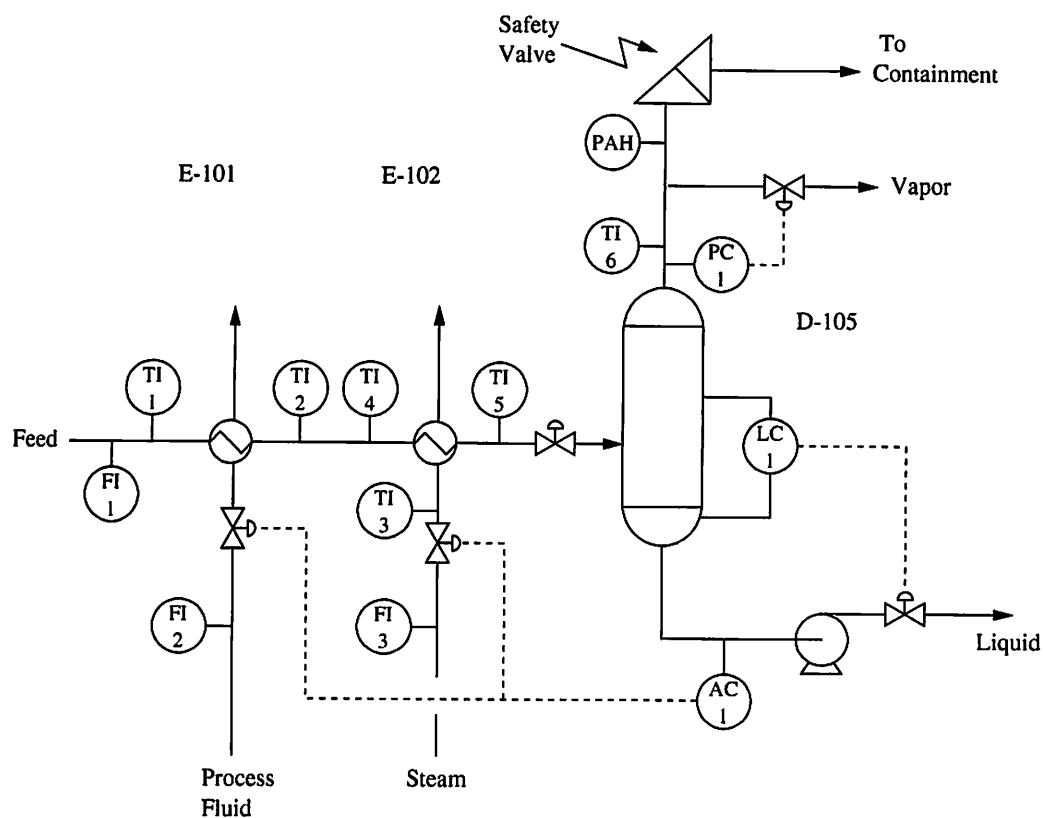 Safety
Valve
To
Containment
PAH
E-101
E-102
Vapor
TI
6
PC
1
D-105
TI
1
TI
2
TI
4
TI
5
Feed
LC
1
FI
1
TI
3
FI
2
FI
3
Liquid
AC
1
Process
Fluid
Steam